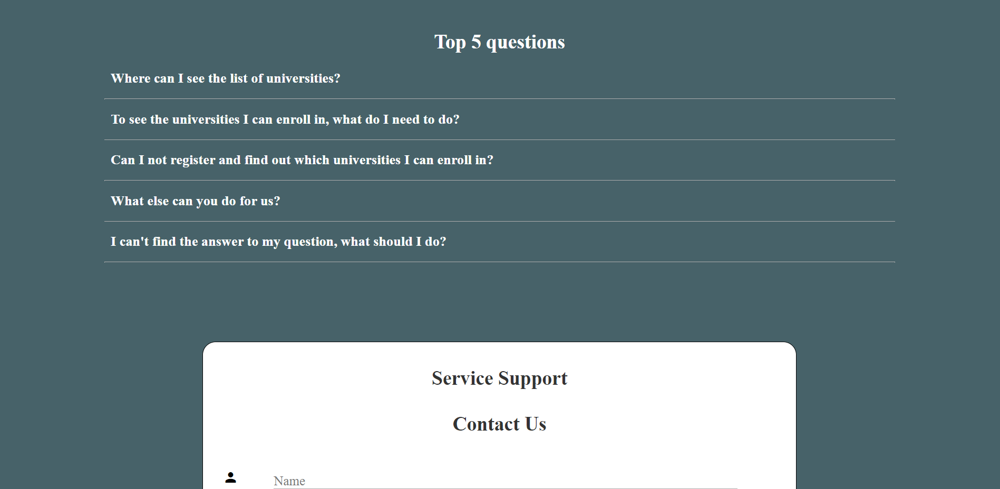 Top 5 questions
Where can I see the list of universities?
To see the universities I can enroll in, what do I need to do?
Can I not register and find out which universities I can enroll in?
What else can you do for us?
I can't find the answer to my question, what should I do?
Service Support
Contact Us
Name